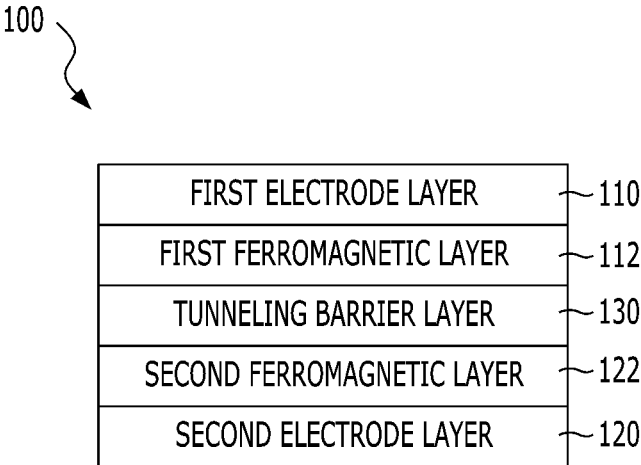 100
FIRST ELECTRODE LAYER 110
FIRST FERROMAGNETIC LAYER 112
TUNNELING BARRIER LAYER 130
SECOND FERROMAGNETIC LAYER 122
SECOND ELECTRODE LAYER 120